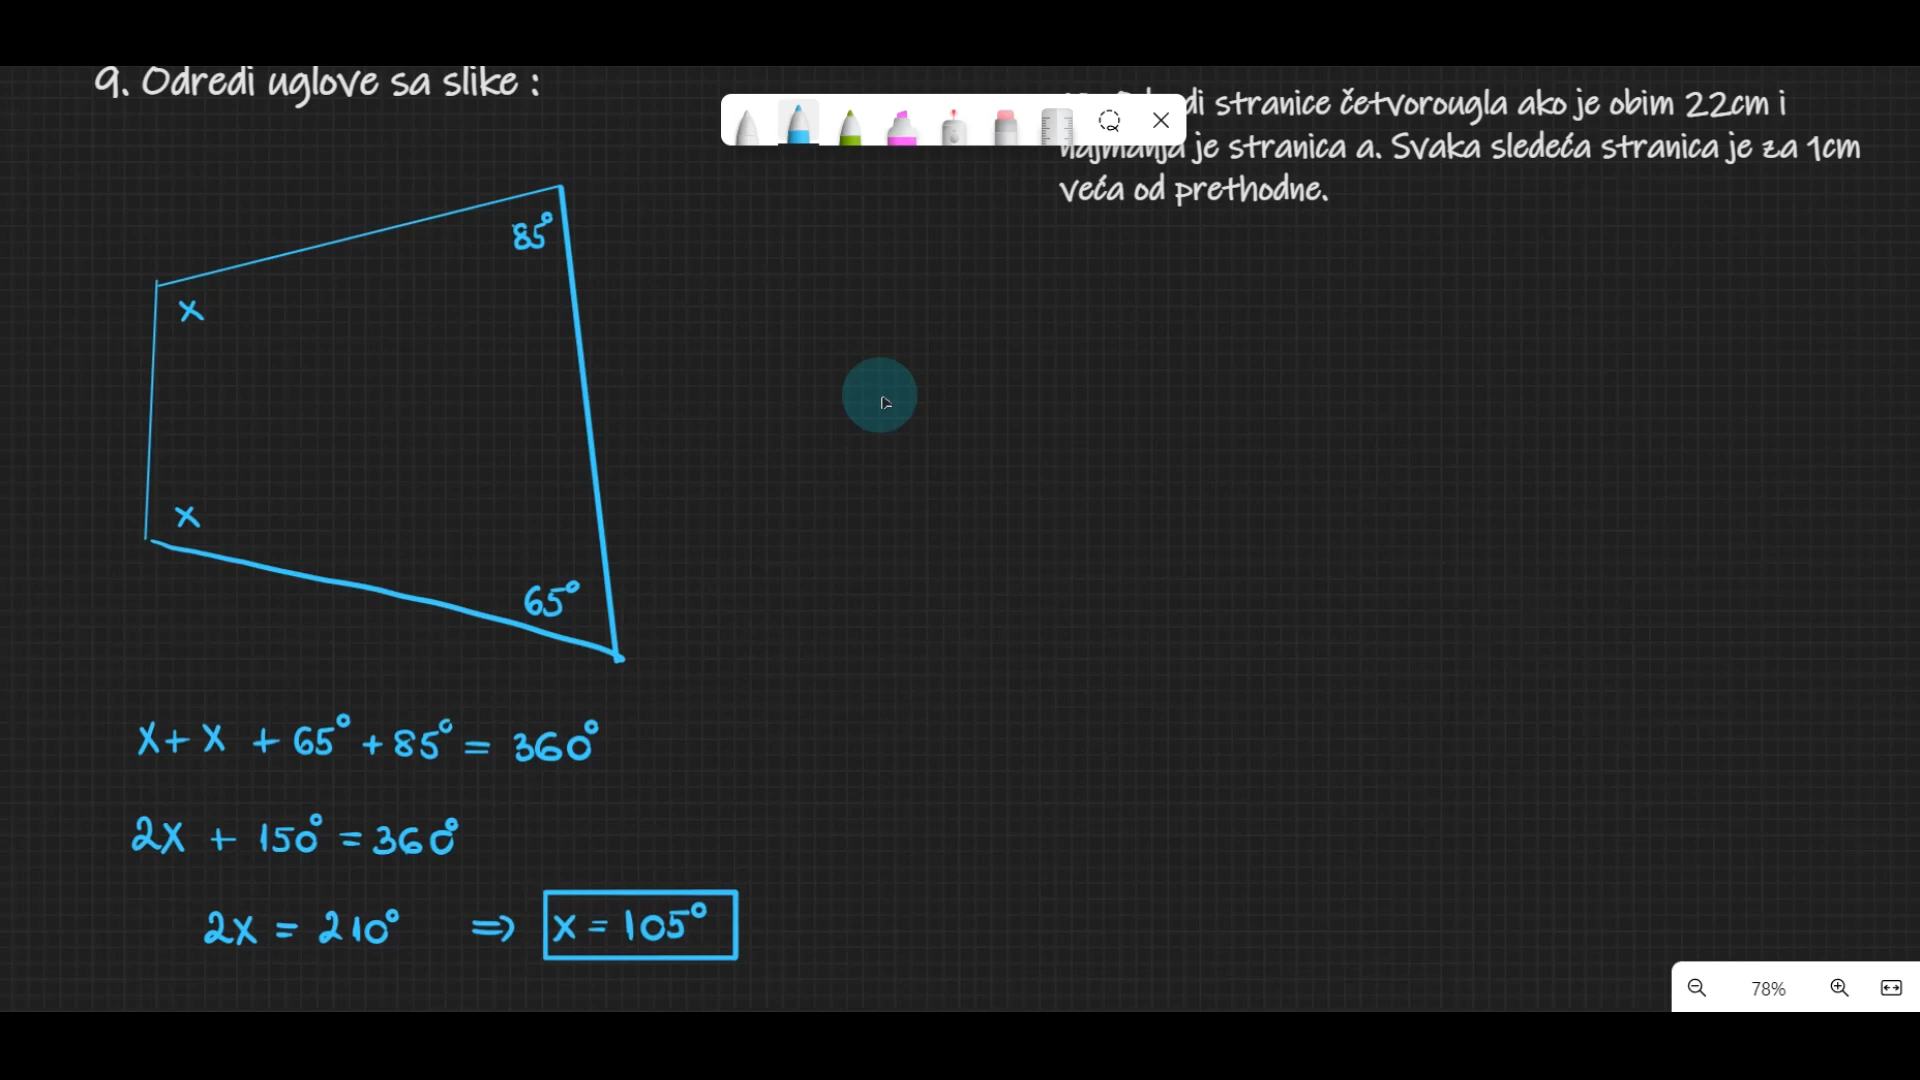 9. Odredi uglove sa slike :
di stranice četvorougla ako je obim 22cm i
najmanja je stranica a. Svaka sledeća stranica je za 1cm
veća od prethodne.
85°
x
x
65°
x+x +65°+85°= 360°
2x + 150°=360°
2x = 210° ⇒ x = 105°
78%